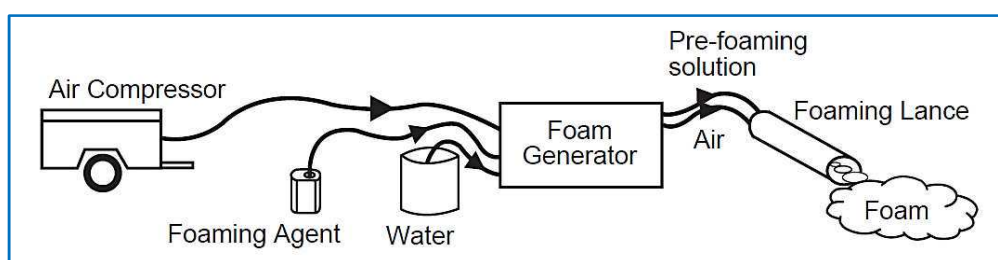 Pre-foaming
solution
Air Compressor
Foaming Lance
Foam
Generator
Air
Foam
Foaming Agent
Water